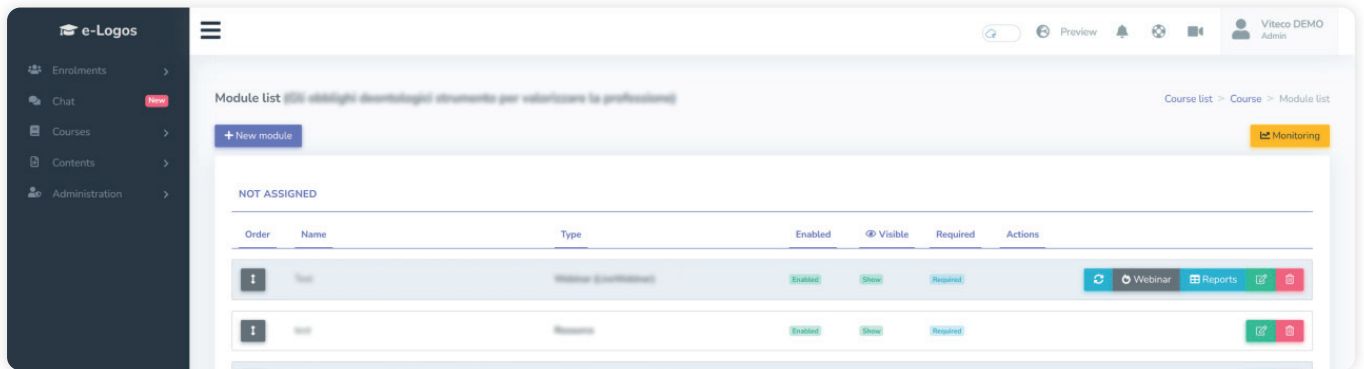 e-Logos
Preview
Viteco DEMO
Admin
Enrolments
Chat New
Courses
Contents
Administration
Module list
Course list > Course > Module list
+ New module
Monitoring
NOT ASSIGNED
Order Name Type Enabled Visible Required Actions
Enabled Show Required Webinar Reports
Enabled Show Required